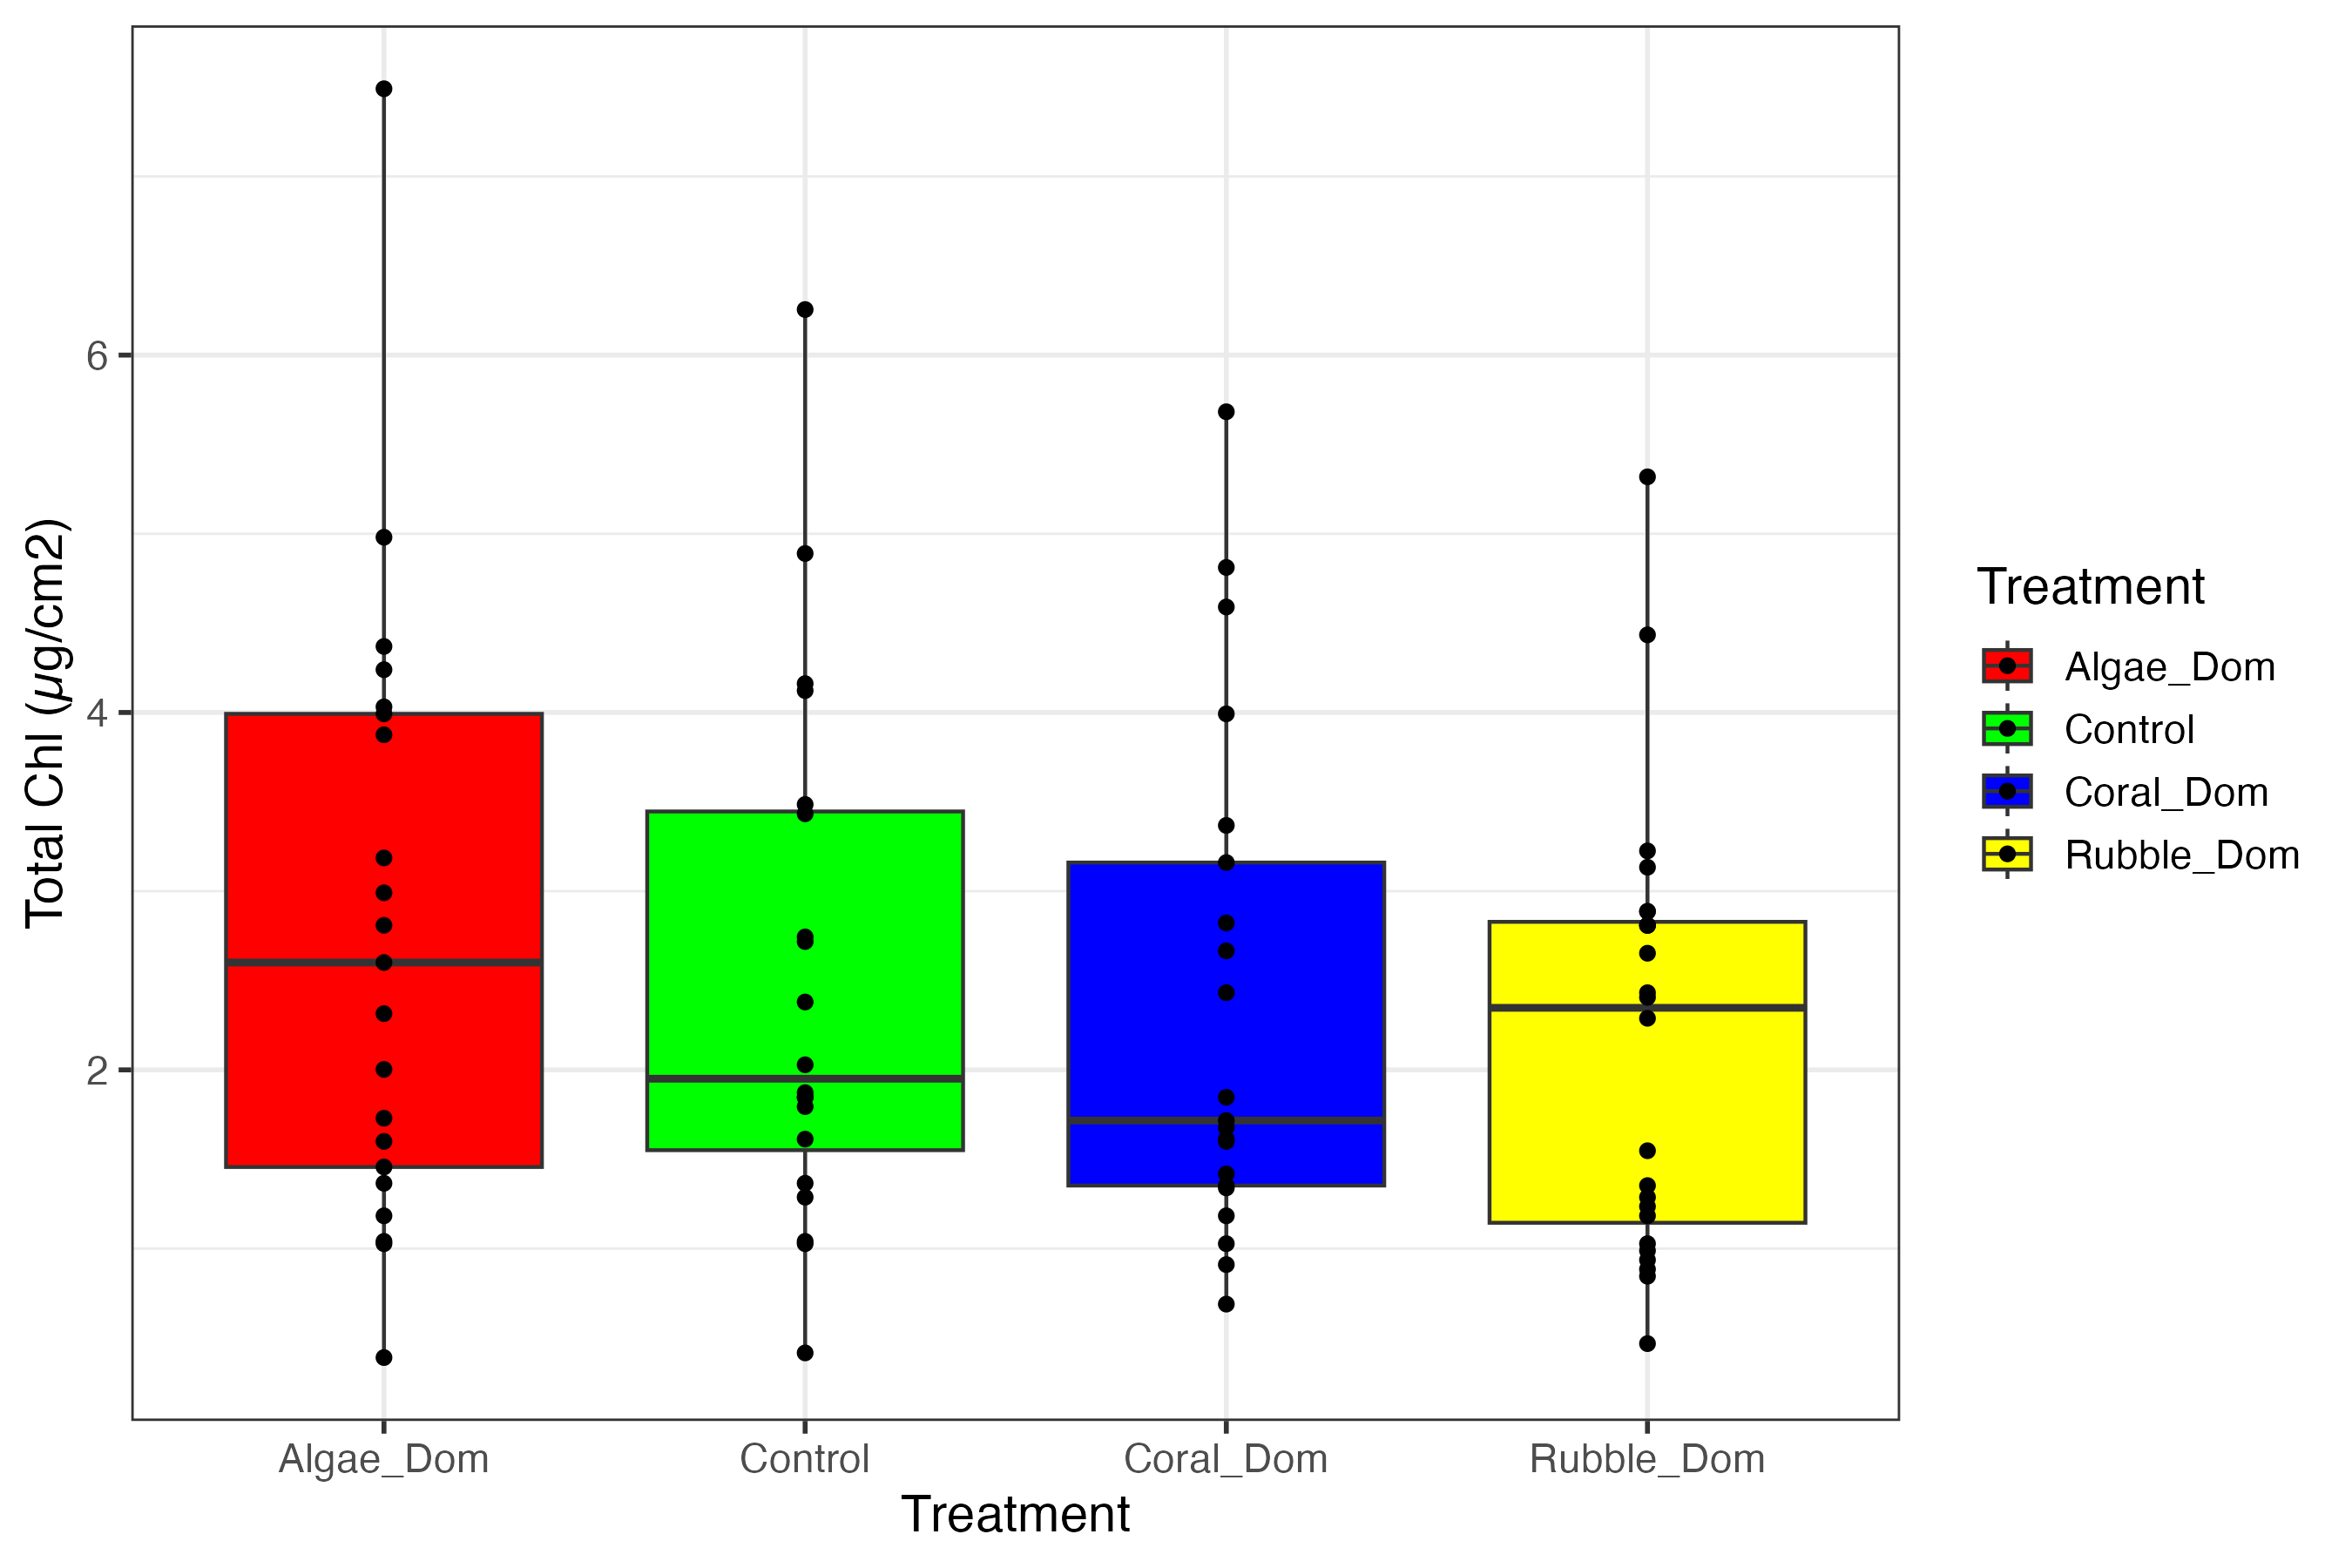 Total Chl (µg/cm2)
6
4
2
Algae_Dom Control Coral_Dom Rubble_Dom
Treatment
Treatment
Algae_Dom
Control
Coral_Dom
Rubble_Dom